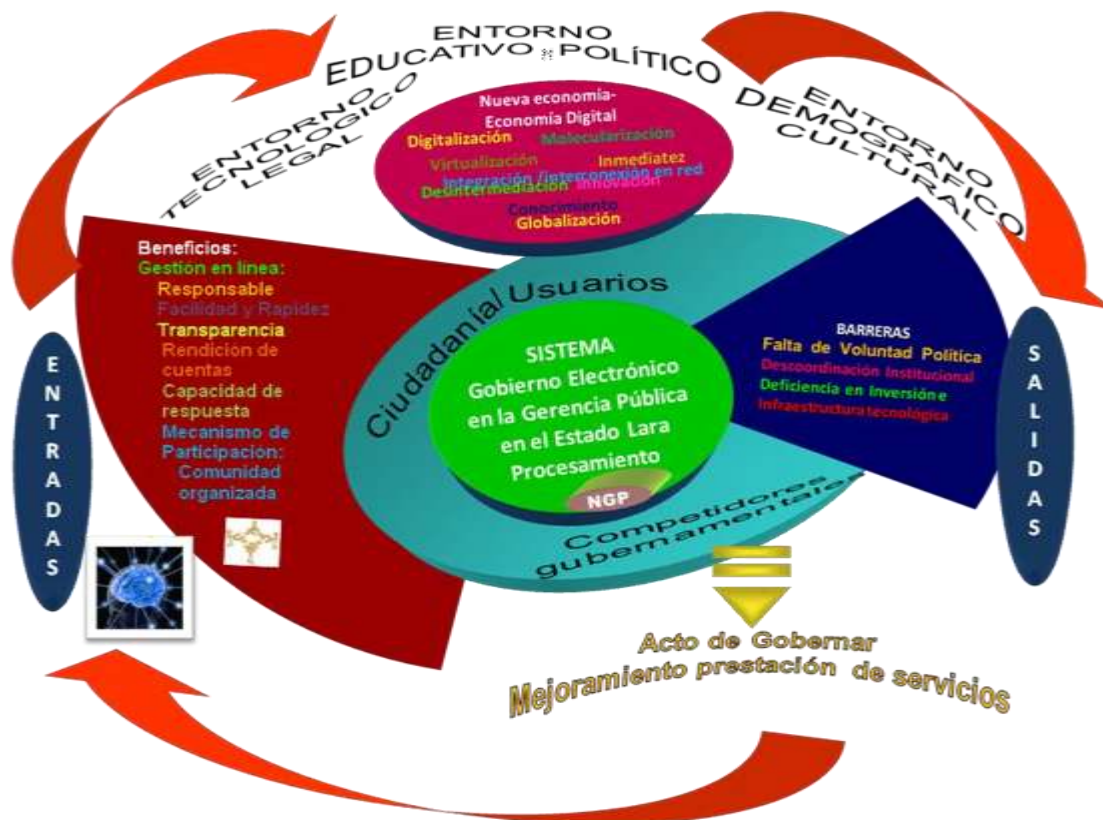 ENTORNO
EDUCATIVO POLÍTICO
ENTORNO
TECNOLOGICO
LEGAL
ENTORNO
DEMOGRAFICO
CULTURAL
Nueva economía-
Economía Digital
Digitalización Molecularización
Virtualización Inmediatez
Integración /interconexión en red
Desintermediación Innovación
Conocimiento
Globalización
Beneficios:
Gestión en línea:
Responsable
Facilidad y Rapidez
Transparencia
Rendición de
cuentas
Capacidad de
respuesta
Mecanismo de
Participación:
Comunidad
organizada
ENTRADAS
Ciudadanía/ Usuarios
SISTEMA
Gobierno Electrónico
en la Gerencia Pública
en el Estado Lara
Procesamiento
NGP
Competidores
gubernamentales
BARRERAS
Falta de Voluntad Política
Descoordinación Institucional
Deficiencia en Inversión e
Infraestructura tecnológica
SALIDAS
Acto de Gobernar
Mejoramiento prestación de servicios